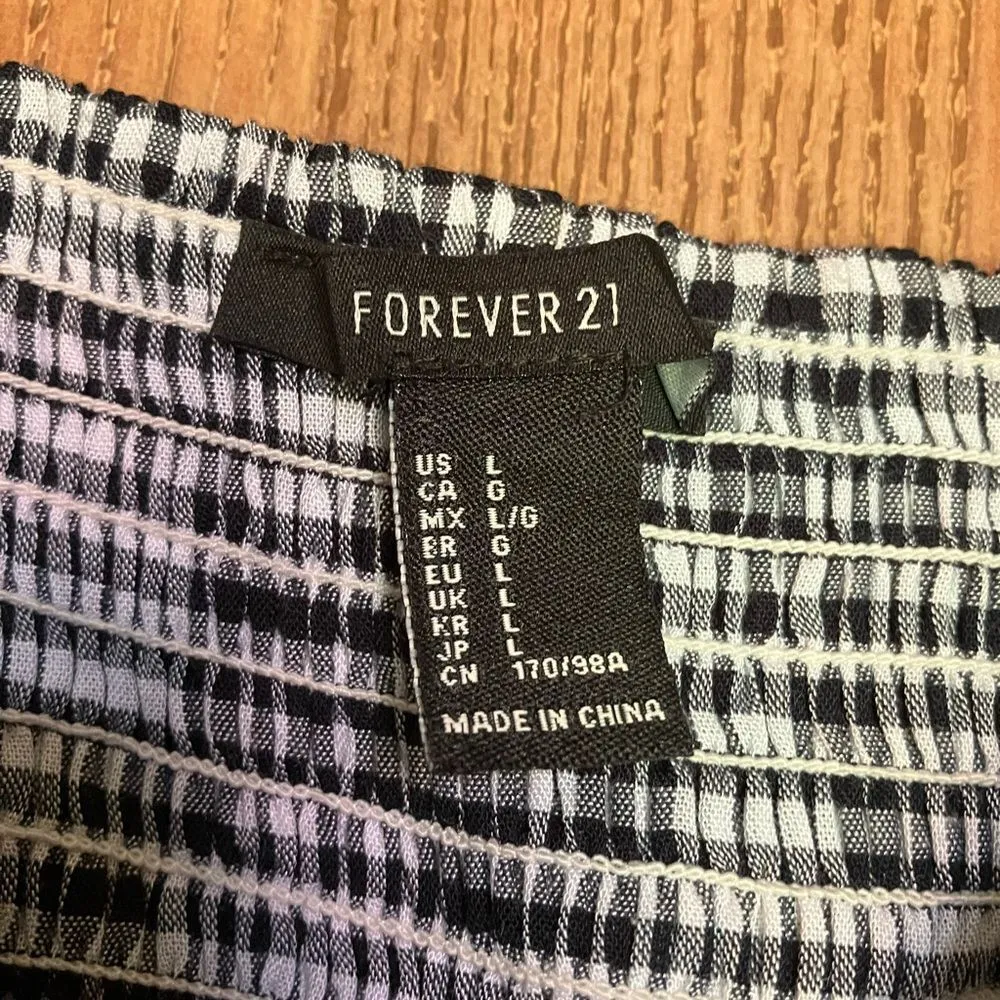 FOREVER 21
US L
CA G
MX L/G
BR G
EU L
UK L
KR L
JP L
CN 170/98A
MADE IN CHINA